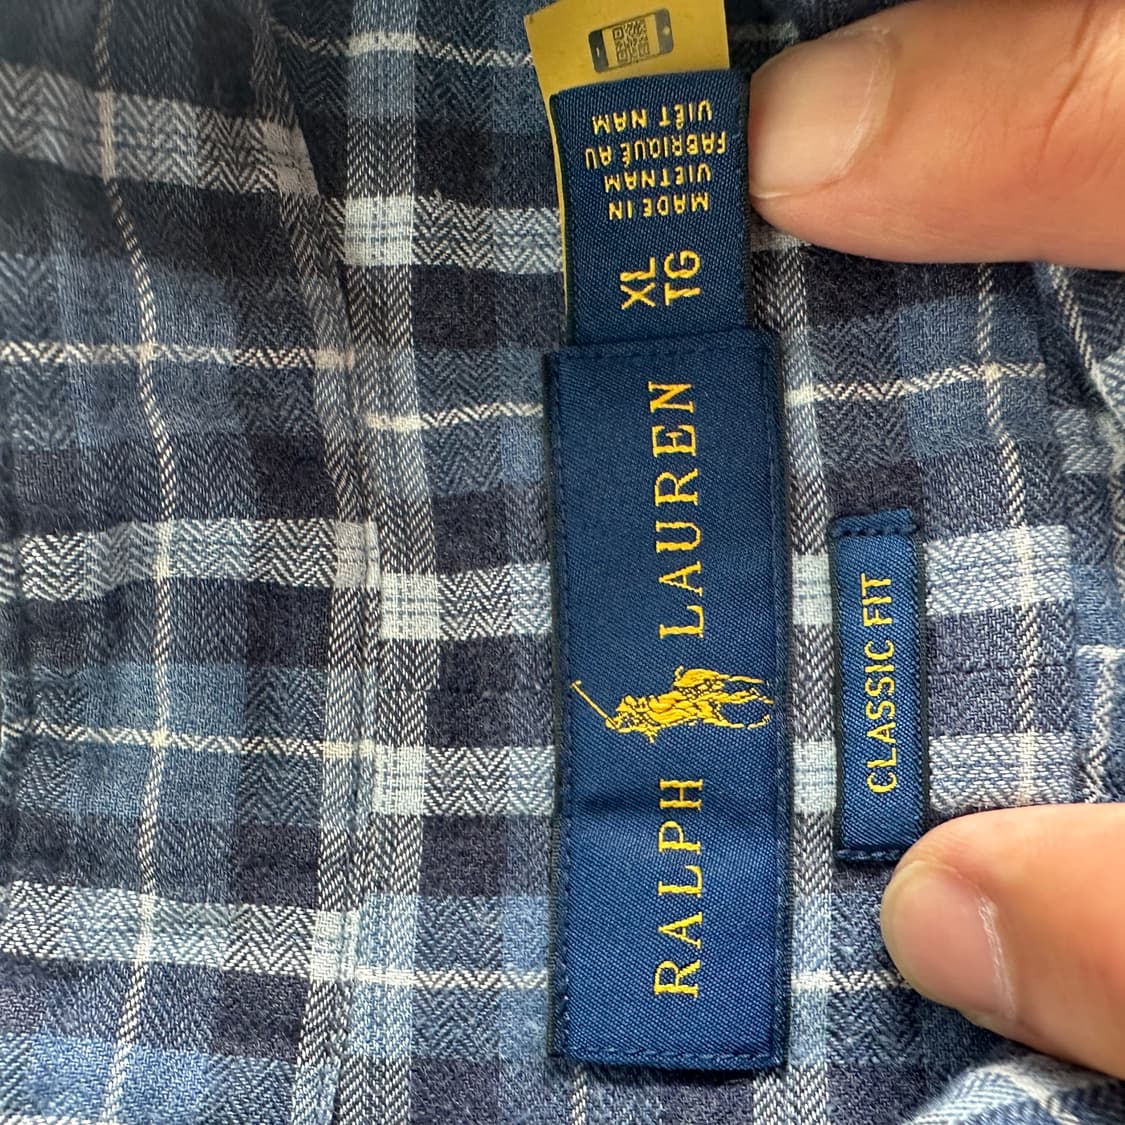 RALPH LAUREN
XL
TG
MADE IN
VIETNAM
FABRIQUÉ AU
VIÊT NAM
CLASSIC FIT